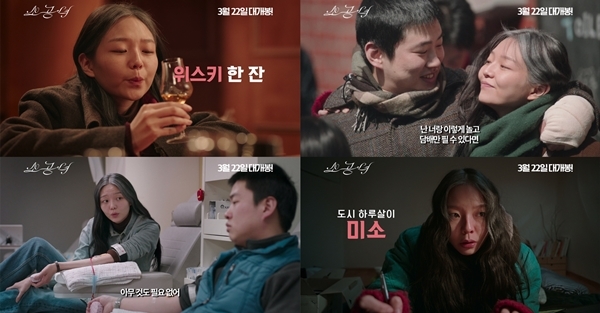 소공녀
3월 22일 대개봉!
위스키 한 잔
소공녀
3월 22일 대개봉!
난 너랑 이렇게 놀고
담배만 필 수 있다면
소공녀
3월 22일 대개봉!
아무 것도 필요 없어
소공녀
3월 22일 대개봉!
도시 하루살이
미소